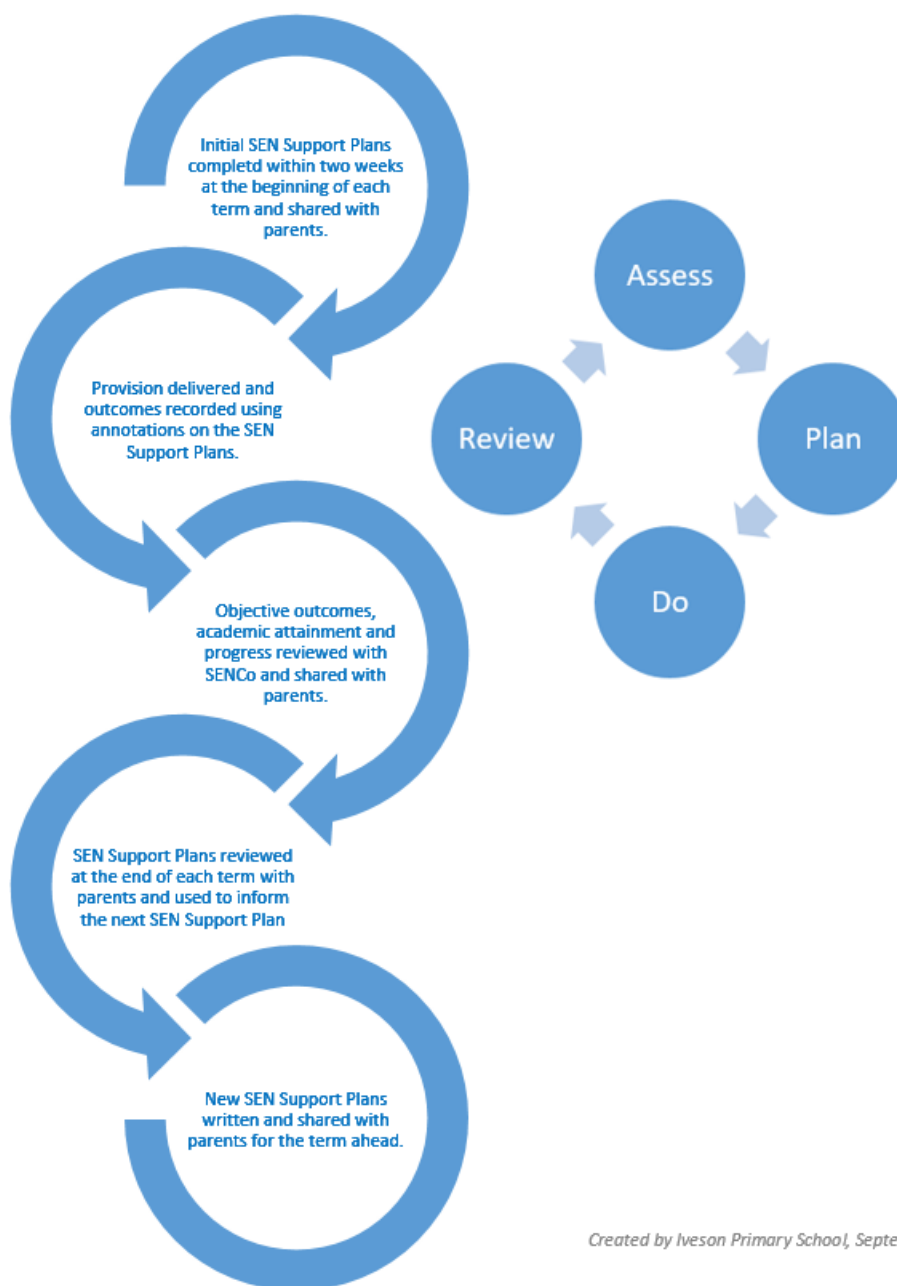 Initial SEN Support Plans
completd within two weeks
at the beginning of each
term and shared with
parents.
Provision delivered and
outcomes recorded using
annotations on the SEN
Support Plans.
Objective outcomes,
academic attainment and
progress reviewed with
SENCo and shared with
parents.
SEN Support Plans reviewed
at the end of each term with
parents and used to inform
the next SEN Support Plan
New SEN Support Plans
written and shared with
parents for the term ahead.
Assess
Plan
Do
Review
Created by Iveson Primary School, Septe